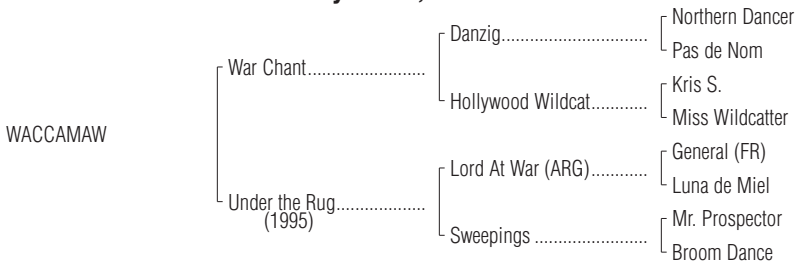 Northern Dancer
Danzig................................
Pas de Nom
War Chant..........................
Kris S.
Hollywood Wildcat............
Miss Wildcatter
WACCAMAW
General (FR)
Lord At War (ARG)............
Luna de Miel
Under the Rug....................
(1995)
Mr. Prospector
Sweepings .........................
Broom Dance